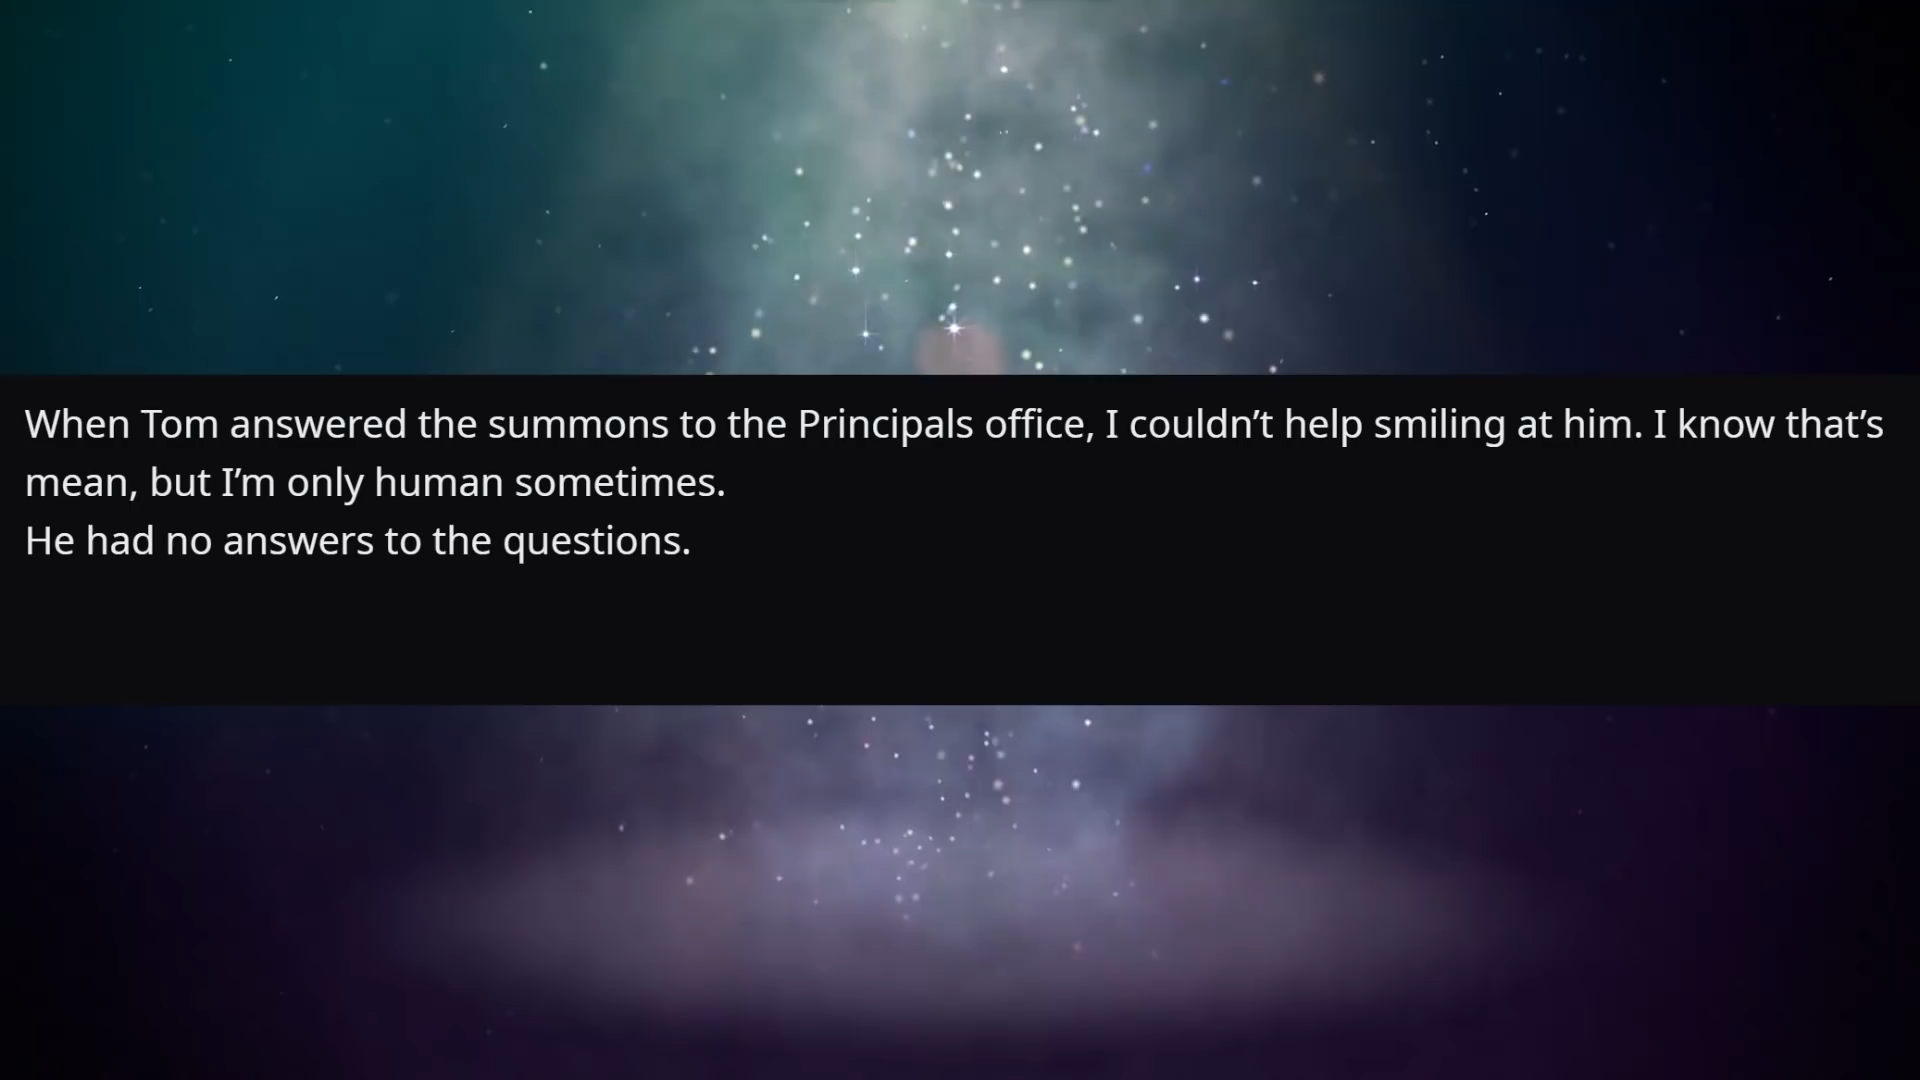 When Tom answered the summons to the Principals office, I couldn’t help smiling at him. I know that’s
mean, but I’m only human sometimes.
He had no answers to the questions.